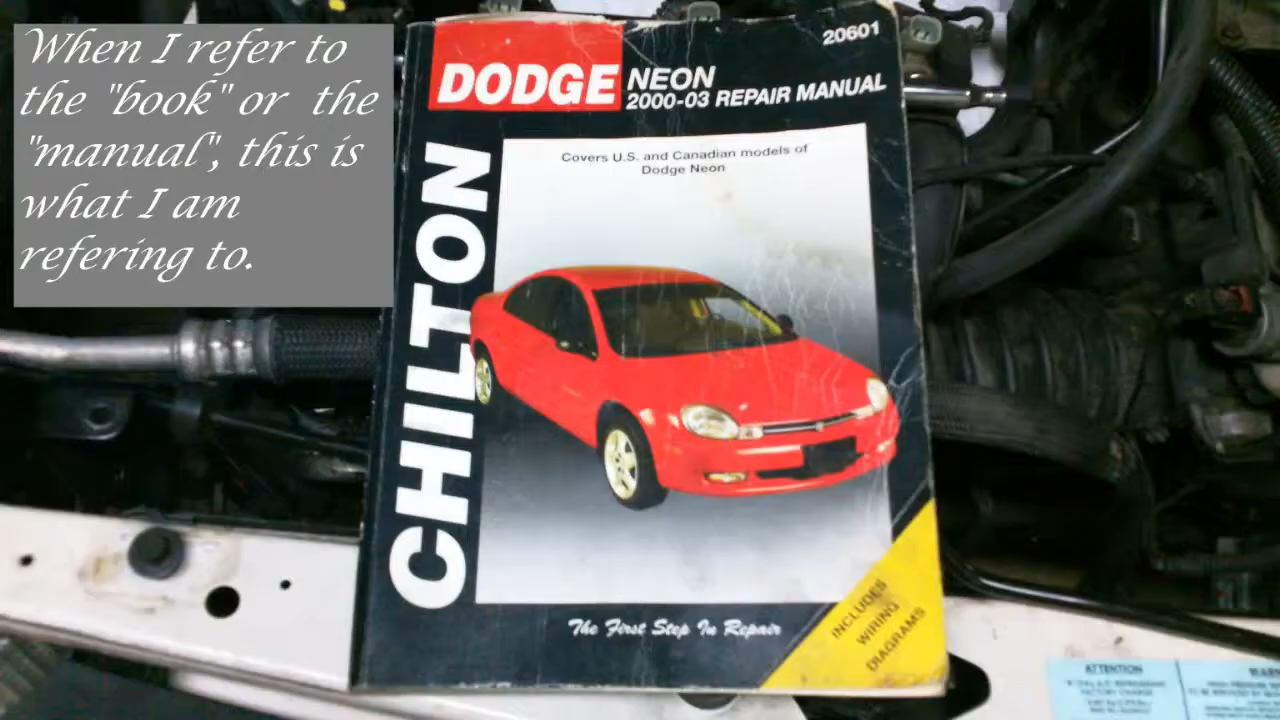 When I refer to
the "book" or the
"manual", this is
what I am
refering to.
20601
DODGE NEON
2000-03 REPAIR MANUAL
Covers U.S. and Canadian models of
Dodge Neon
CHILTON
The First Step In Repair
INCLUDES
WIRING
DIAGRAMS
ATTENTION
FACTORY CHARGE